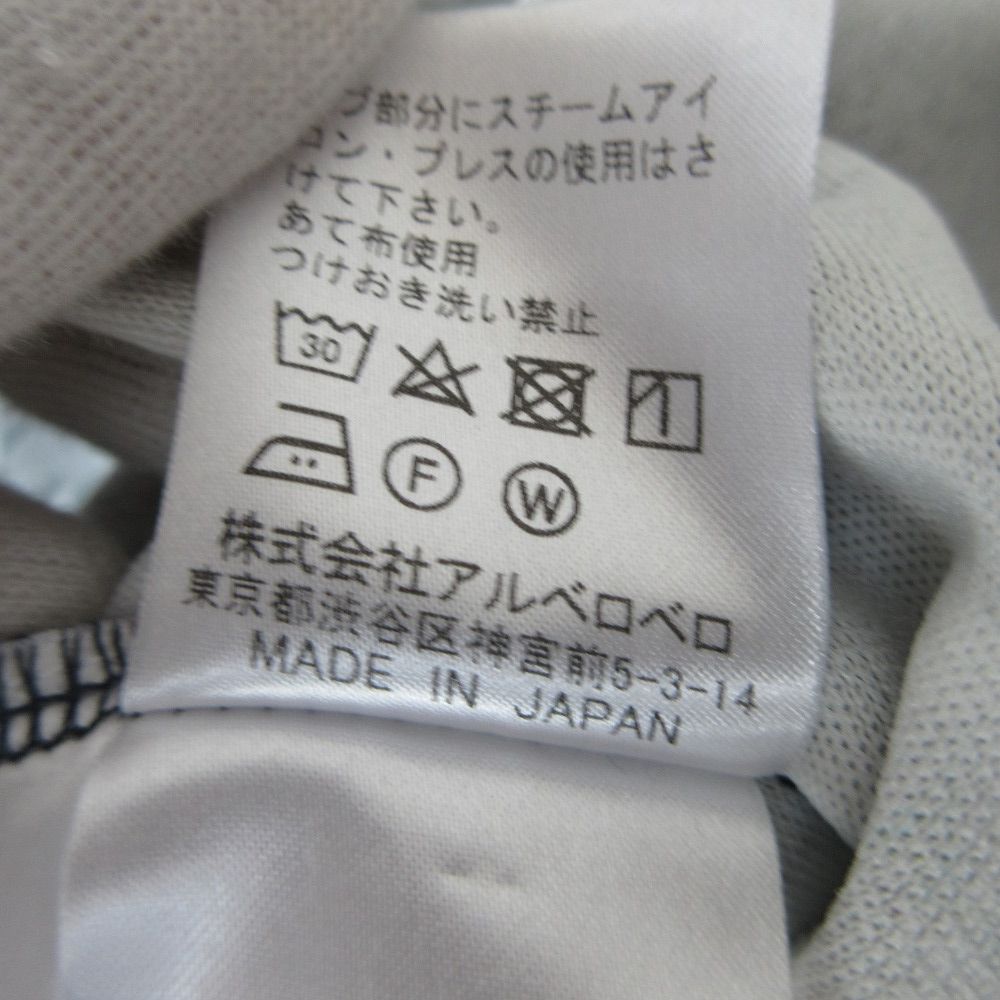 プ部分にスチームアイ
ロン・プレスの使用はさ
けて下さい。
あて布使用
つけおき洗い禁止
30
F W
株式会社アルベロベロ
東京都渋谷区神宮前5-3-14
MADE IN JAPAN